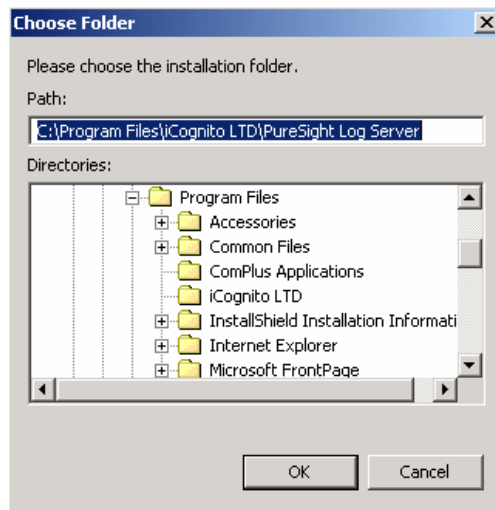 Choose Folder
Please choose the installation folder.
Path:
C:\Program Files\iCognito LTD\PureSight Log Server
Directories:
Program Files
Accessories
Common Files
ComPlus Applications
iCognito LTD
InstallShield Installation Informati
Internet Explorer
Microsoft FrontPage
OK Cancel